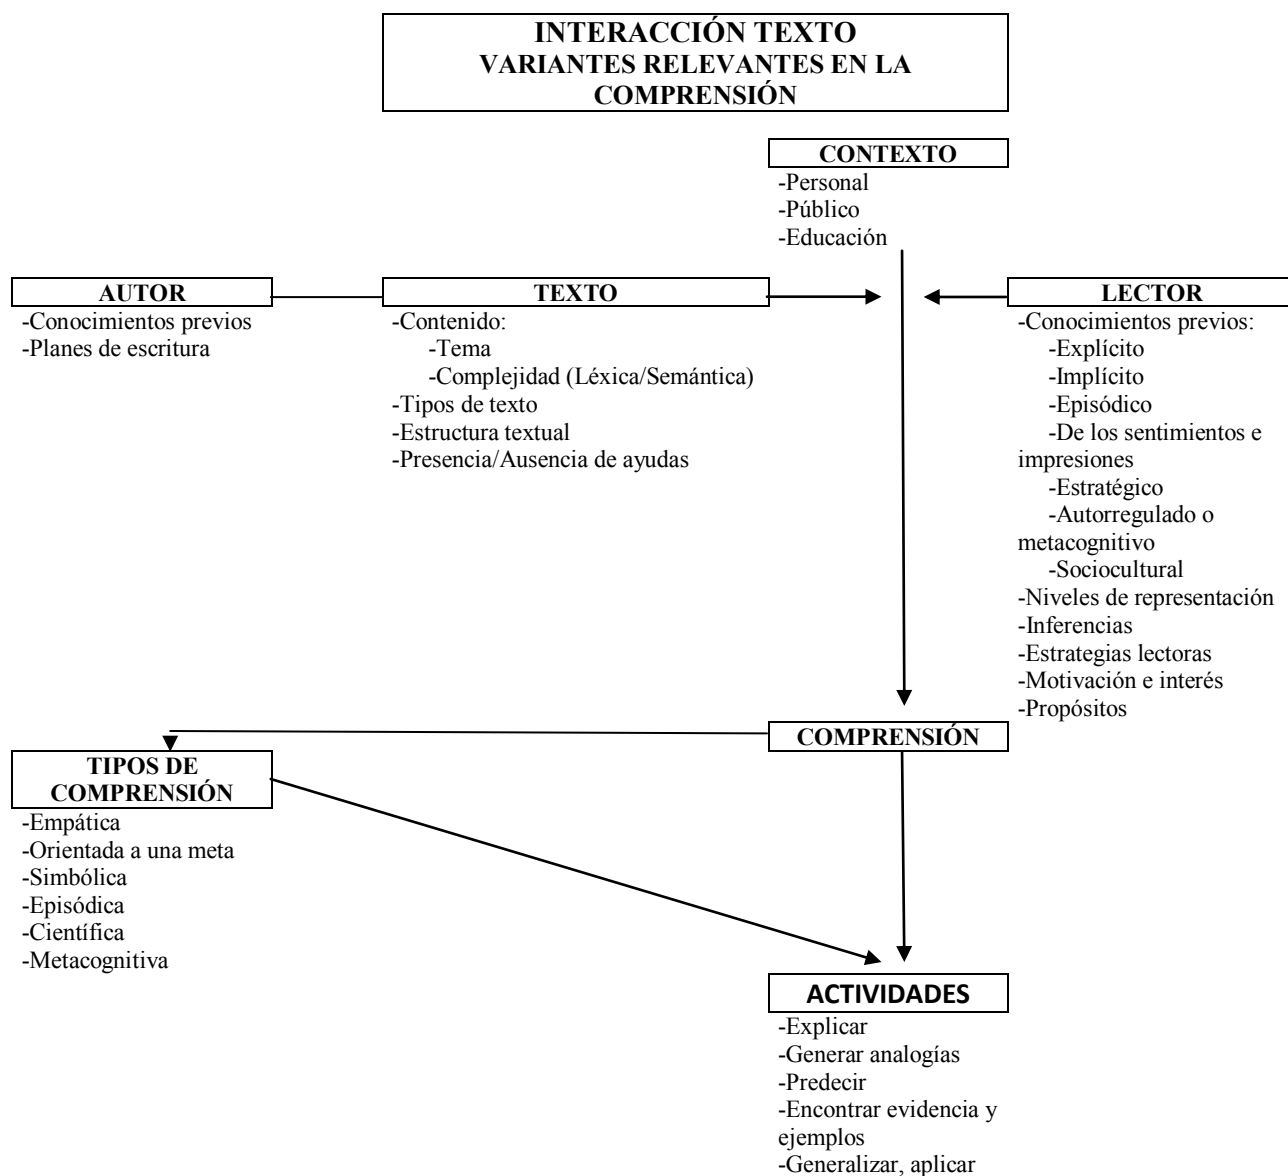 INTERACCIÓN TEXTO
VARIANTES RELEVANTES EN LA
COMPRENSIÓN
CONTEXTO
-Personal
-Público
-Educación
AUTOR
-Conocimientos previos
-Planes de escritura
TEXTO
-Contenido:
-Tema
-Complejidad (Léxica/Semántica)
-Tipos de texto
-Estructura textual
-Presencia/Ausencia de ayudas
LECTOR
-Conocimientos previos:
-Explícito
-Implícito
-Episódico
-De los sentimientos e
impresiones
-Estratégico
-Autorregulado o
metacognitivo
-Sociocultural
-Niveles de representación
-Inferencias
-Estrategias lectoras
-Motivación e interés
-Propósitos
COMPRENSIÓN
TIPOS DE
COMPRENSIÓN
-Empática
-Orientada a una meta
-Simbólica
-Episódica
-Científica
-Metacognitiva
ACTIVIDADES
-Explicar
-Generar analogías
-Predecir
-Encontrar evidencia y
ejemplos
-Generalizar, aplicar